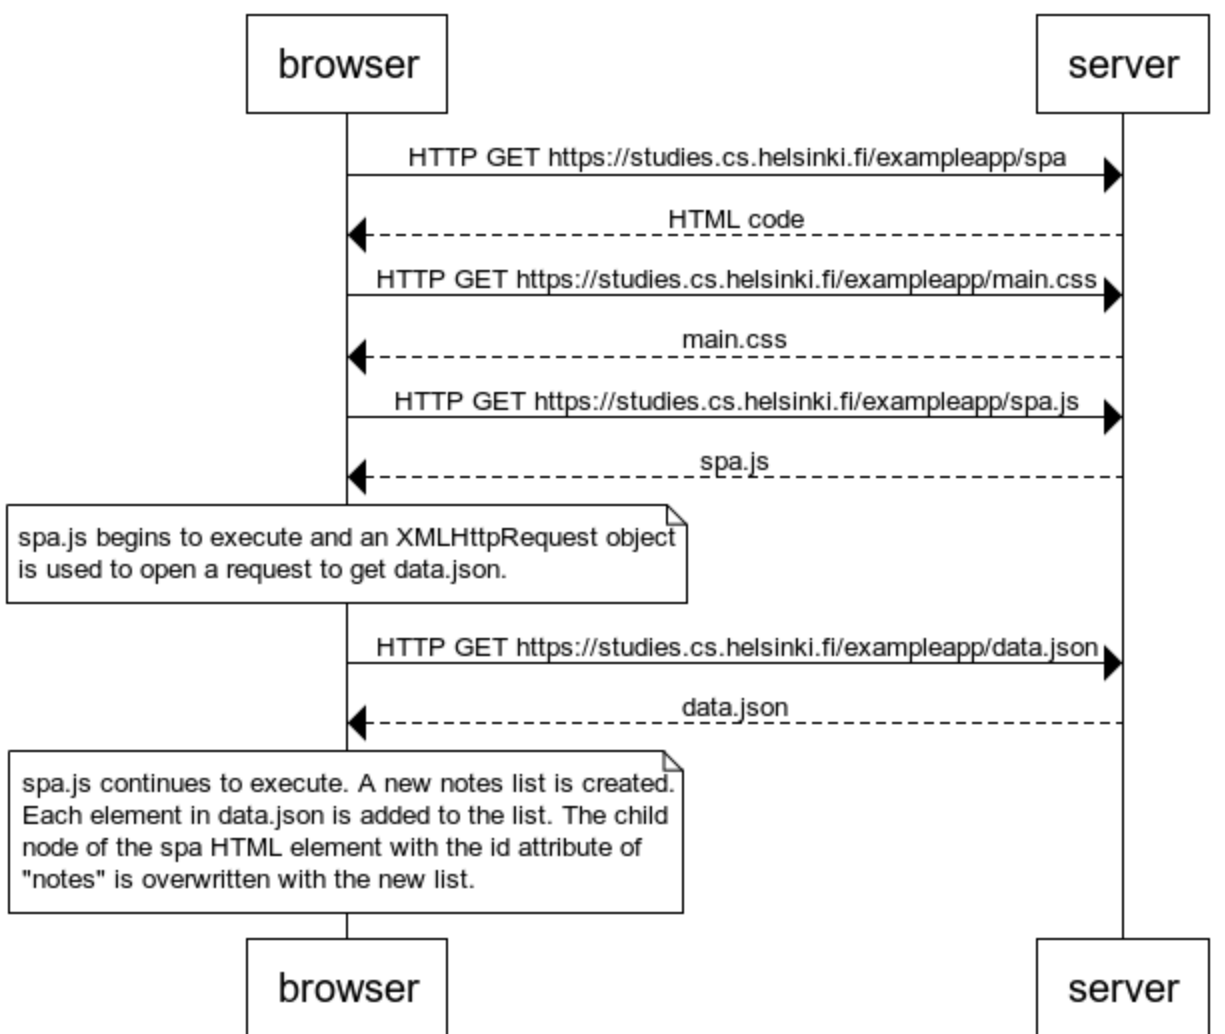 browser
server
HTTP GET https://studies.cs.helsinki.fi/exampleapp/spa
HTML code
HTTP GET https://studies.cs.helsinki.fi/exampleapp/main.css
main.css
HTTP GET https://studies.cs.helsinki.fi/exampleapp/spa.js
spa.js
spa.js begins to execute and an XMLHttpRequest object
is used to open a request to get data.json.
HTTP GET https://studies.cs.helsinki.fi/exampleapp/data.json
data.json
spa.js continues to execute. A new notes list is created.
Each element in data.json is added to the list. The child
node of the spa HTML element with the id attribute of
"notes" is overwritten with the new list.
browser
server